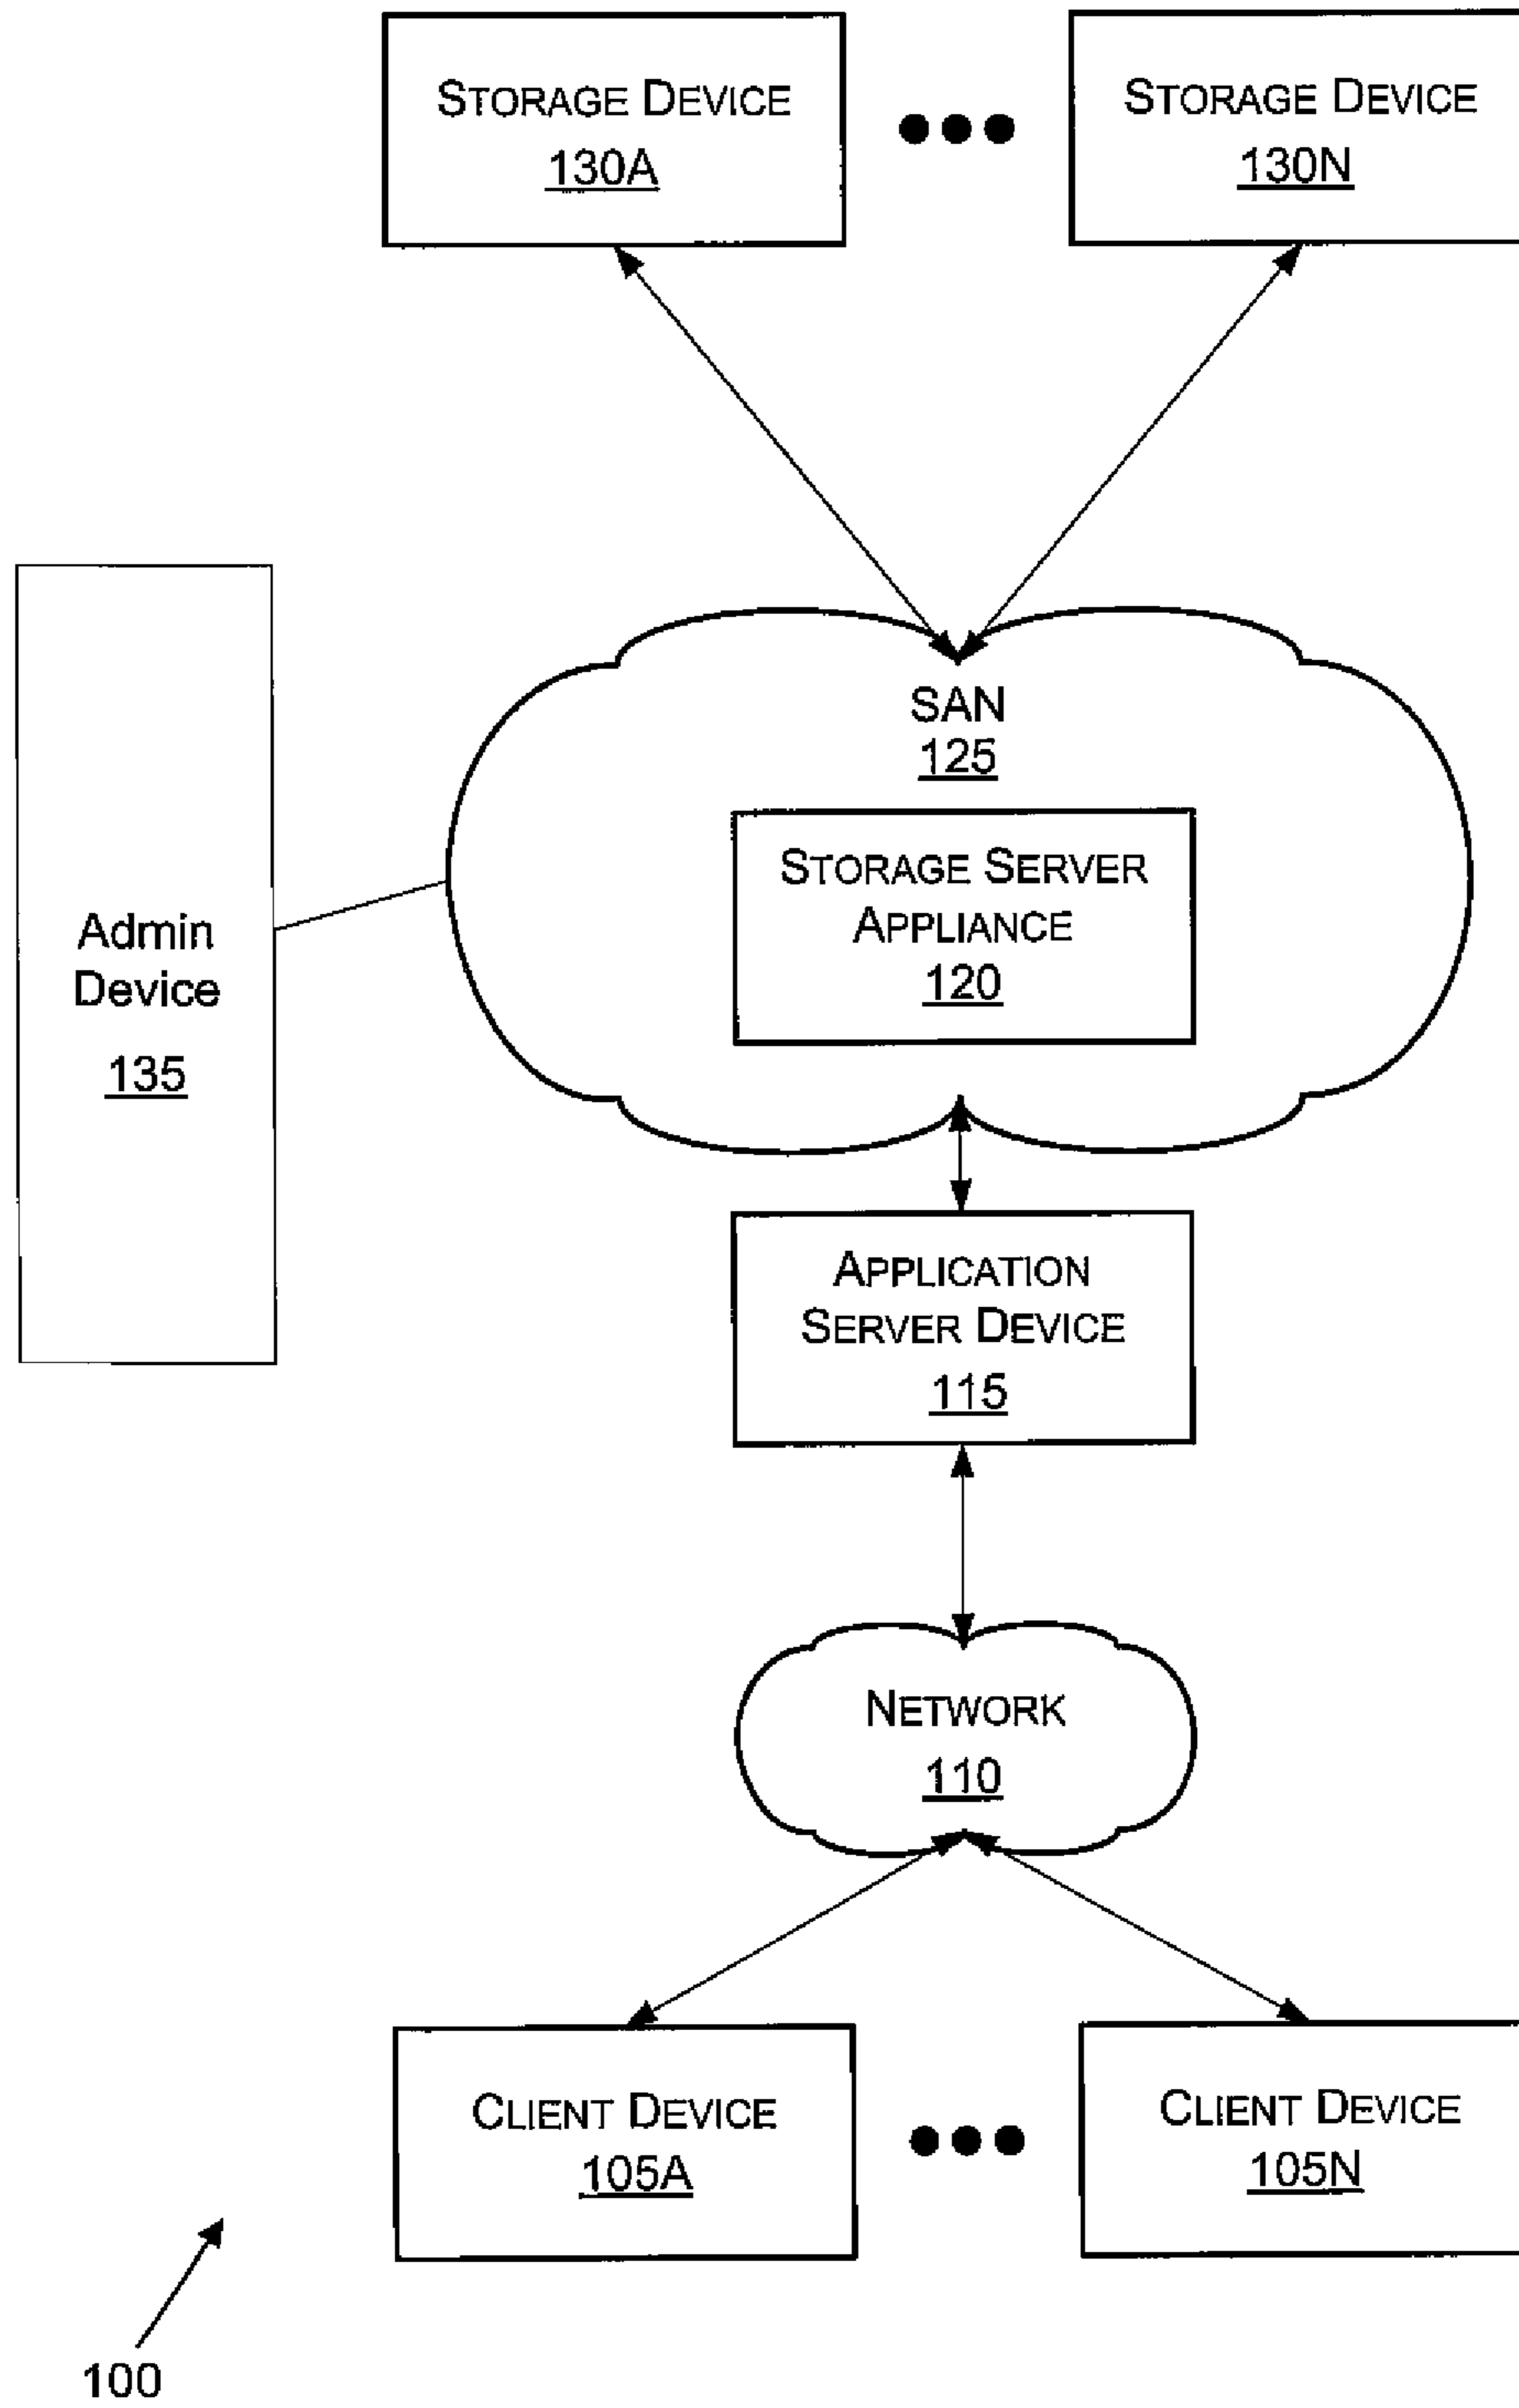 STORAGE DEVICE
130A
STORAGE DEVICE
130N
SAN
125
STORAGE SERVER
APPLIANCE
120
Admin
Device
135
APPLICATION
SERVER DEVICE
115
NETWORK
110
CLIENT DEVICE
105A
CLIENT DEVICE
105N
100